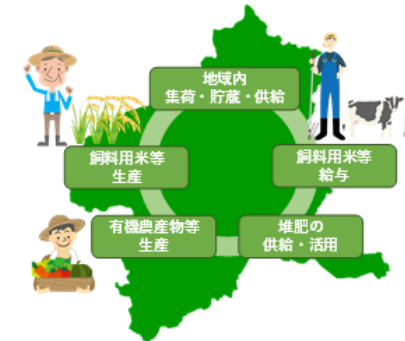 地域内
集荷・貯蔵・供給
飼料用米等
生産
飼料用米等
給与
有機農産物等
生産
堆肥の
供給・活用